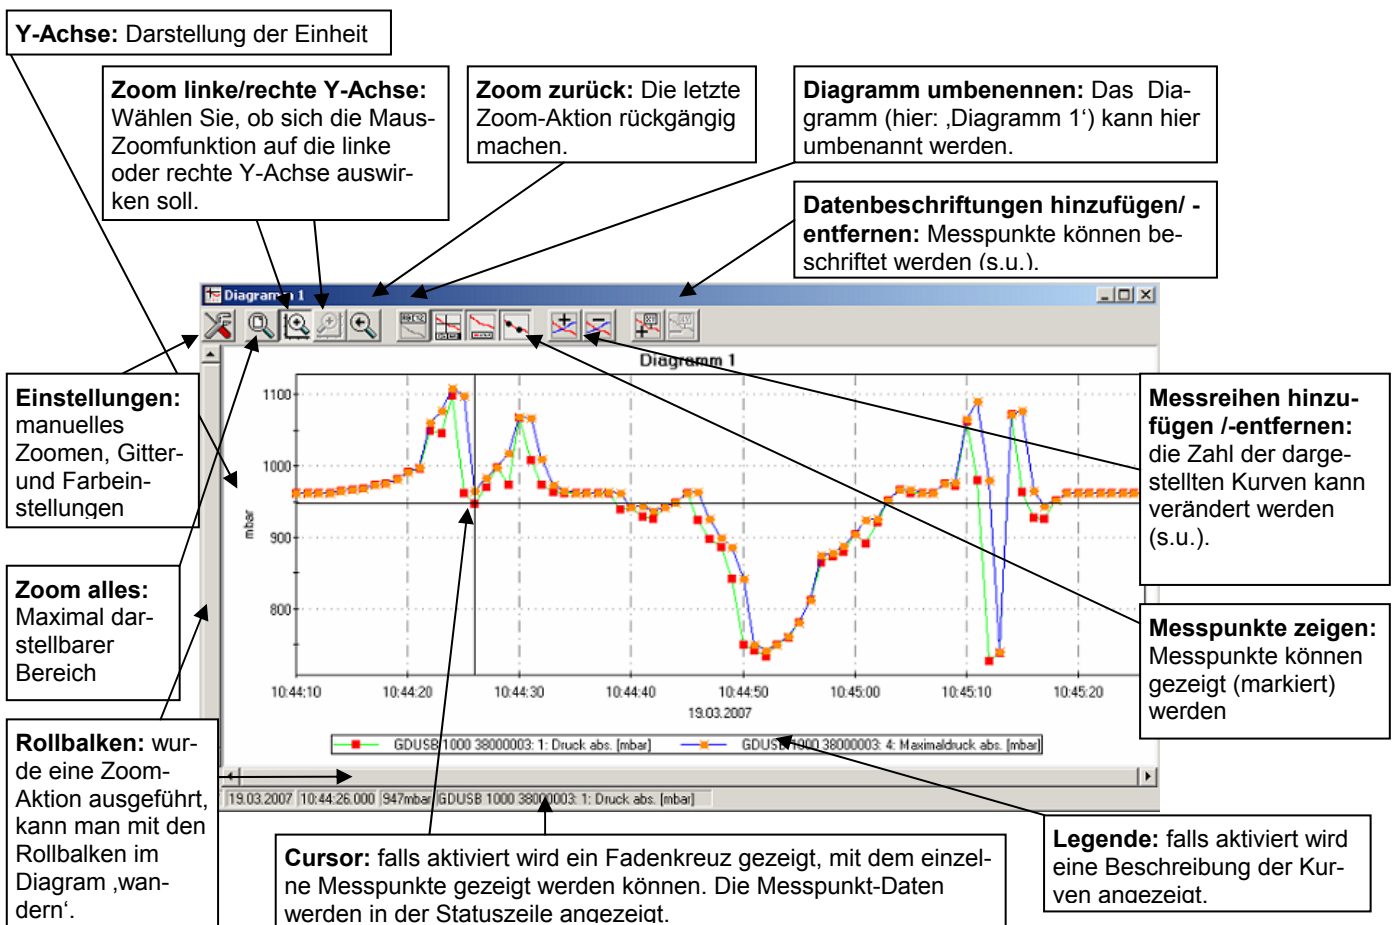 Y-Achse: Darstellung der Einheit
Zoom linke/rechte Y-Achse:
Wählen Sie, ob sich die Maus-
Zoomfunktion auf die linke
oder rechte Y-Achse auswir-
ken soll.
Zoom zurück: Die letzte
Zoom-Aktion rückgängig
machen.
Diagramm umbenennen: Das Dia-
gramm (hier: ‚Diagramm 1‘) kann hier
umbenannt werden.
Datenbeschriftungen hinzufügen/ -
entfernen: Messpunkte können be-
schriftet werden (s.u.).
Diagramm 1
Diagramm 1
Einstellungen:
manuelles
Zoomen, Gitter-
und Farbein-
stellungen
Zoom alles:
Maximal dar-
stellbarer
Bereich
Rollbalken: wur-
de eine Zoom-
Aktion ausgeführt,
kann man mit den
Rollbalken im
Diagram ‚wan-
dern‘.
1100
1000
900
800
mbar
10:44:10 10:44:20 10:44:30 10:44:40 10:44:50 10:45:00 10:45:10 10:45:20
19.03.2007
GDUSB 1000 38000003: 1: Druck abs. [mbar] GDUSB 1000 38000003: 4: Maximaldruck abs. [mbar]
19.03.2007 10:44:26.000 947mbar GDUSB 1000 38000003: 1: Druck abs. [mbar]
Messreihen hinzu-
fügen /-entfernen:
die Zahl der darge-
stellten Kurven kann
verändert werden
(s.u.).
Messpunkte zeigen:
Messpunkte können
gezeigt (markiert)
werden
Cursor: falls aktiviert wird ein Fadenkreuz gezeigt, mit dem einzel-
ne Messpunkte gezeigt werden können. Die Messpunkt-Daten
werden in der Statuszeile angezeigt.
Legende: falls aktiviert wird
eine Beschreibung der Kur-
ven angezeigt.